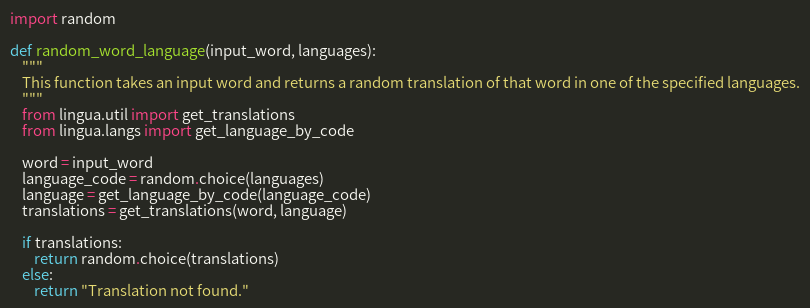 import random
def random_word_language(input_word, languages):
"""
This function takes an input word and returns a random translation of that word in one of the specified languages.
"""
from lingua.util import get_translations
from lingua.langs import get_language_by_code
word = input_word
language_code = random.choice(languages)
language = get_language_by_code(language_code)
translations = get_translations(word, language)
if translations:
return random.choice(translations)
else:
return "Translation not found."